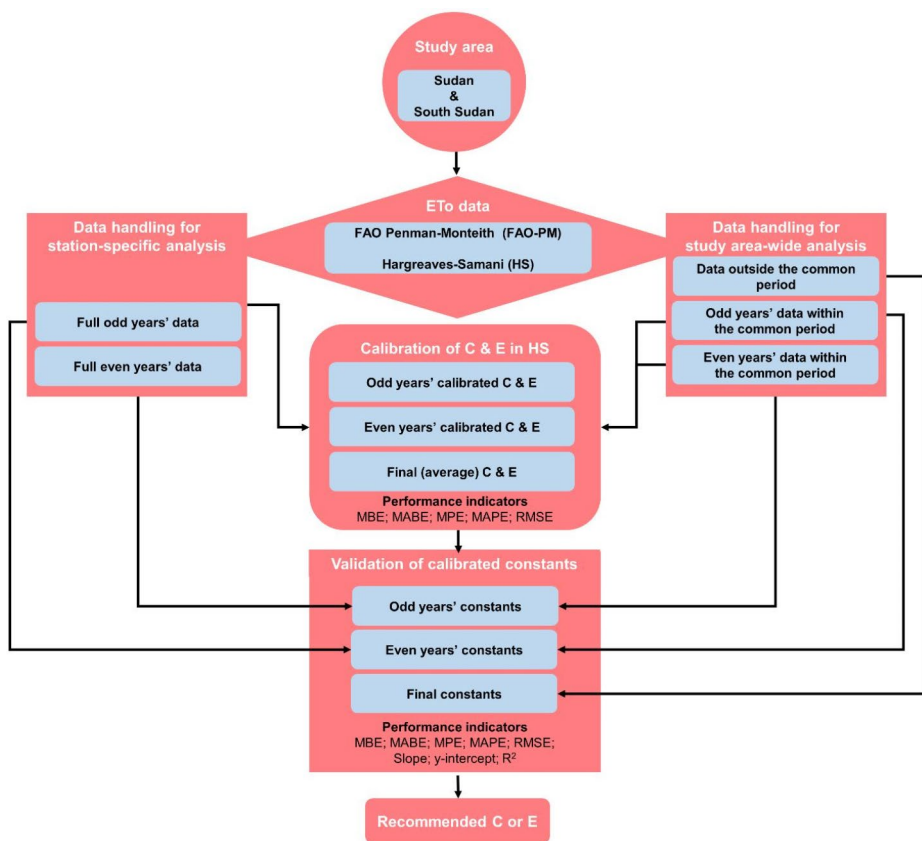 Study area
Sudan
&
South Sudan
ETo data
FAO Penman-Monteith (FAO-PM)
Hargreaves-Samani (HS)
Data handling for
station-specific analysis
Full odd years’ data
Full even years’ data
Data handling for
study area-wide analysis
Data outside the common
period
Odd years’ data within
the common period
Even years’ data within
the common period
Calibration of C & E in HS
Odd years’ calibrated C & E
Even years’ calibrated C & E
Final (average) C & E
Performance indicators
MBE; MABE; MPE; MAPE; RMSE
Validation of calibrated constants
Odd years’ constants
Even years’ constants
Final constants
Performance indicators
MBE; MABE; MPE; MAPE; RMSE;
Slope; y-intercept; R²
Recommended C or E